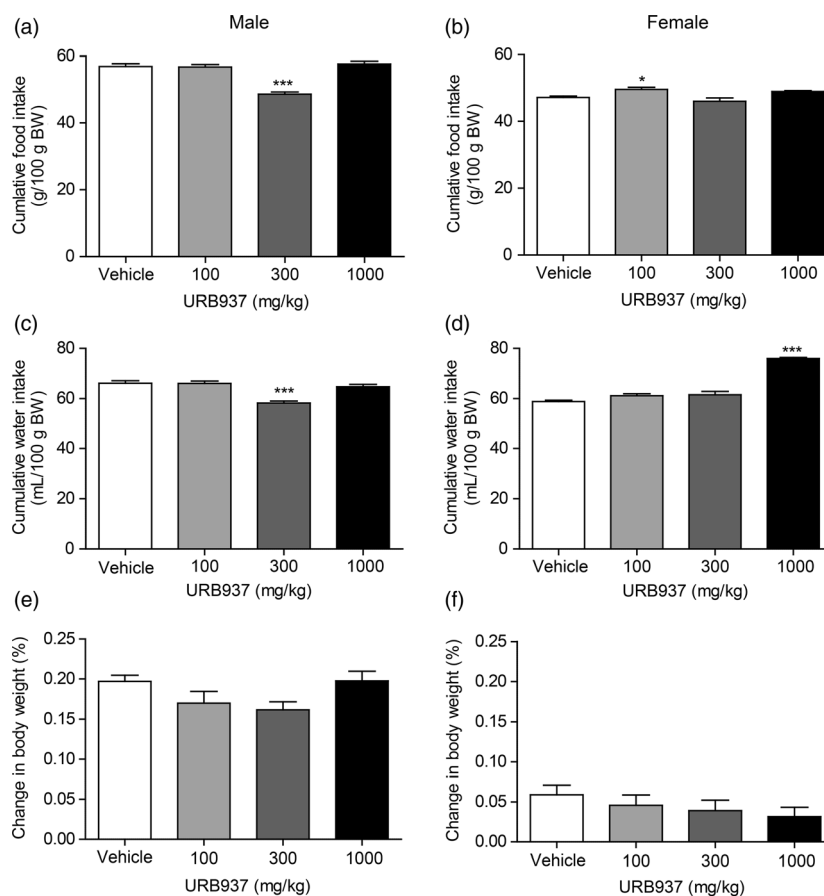 Male
Female
(a)
Cumlative food intake
(g/100 g BW)
60
40
20
0
***
Vehicle 100 300 1000
URB937 (mg/kg)
(b)
Cumlative food intake
(g/100 g BW)
60
40
20
0
*
Vehicle 100 300 1000
URB937 (mg/kg)
(c)
Cumulative water intake
(mL/100 g BW)
80
60
40
20
0
***
Vehicle 100 300 1000
URB937 (mg/kg)
(d)
Cumulative water intake
(mL/100 g BW)
80
60
40
20
0
***
Vehicle 100 300 1000
URB937 (mg/kg)
(e)
Change in body weight (%)
0.25
0.20
0.15
0.10
0.05
0.00
Vehicle 100 300 1000
URB937 (mg/kg)
(f)
Change in body weight (%)
0.25
0.20
0.15
0.10
0.05
0.00
Vehicle 100 300 1000
URB937 (mg/kg)